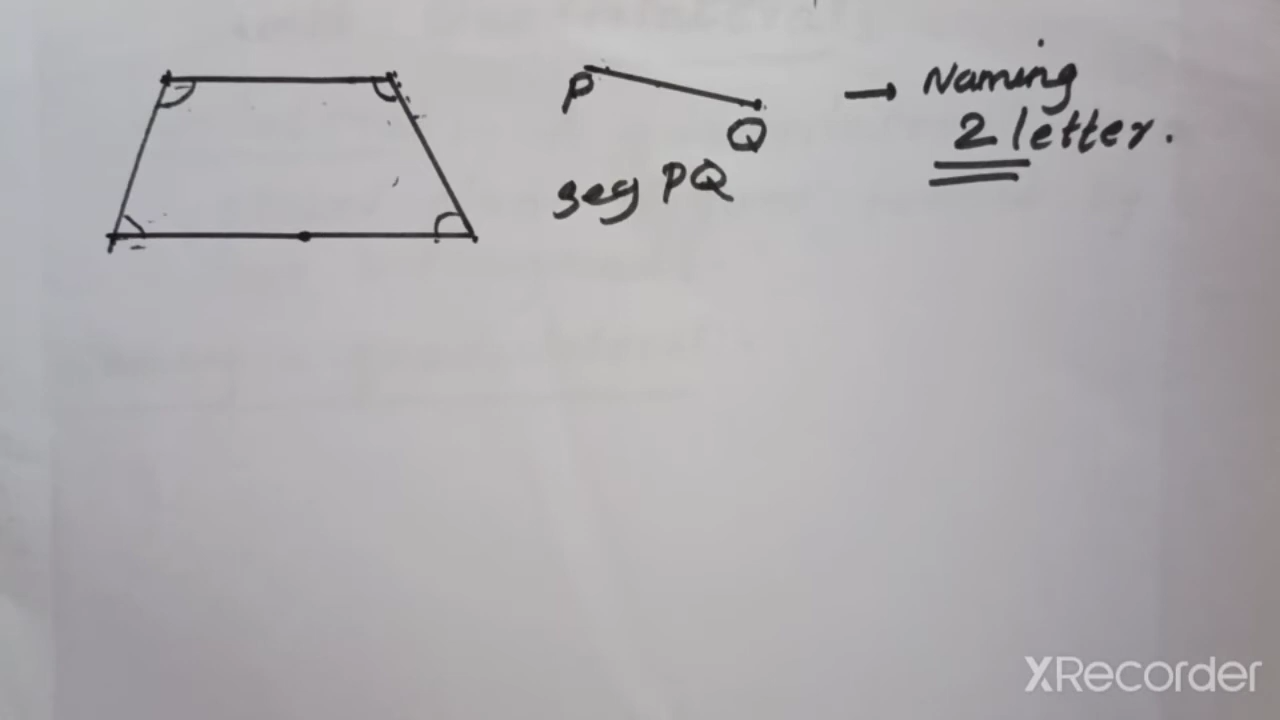 P
Q
seg PQ
→ Naming
2 letter.
XRecorder